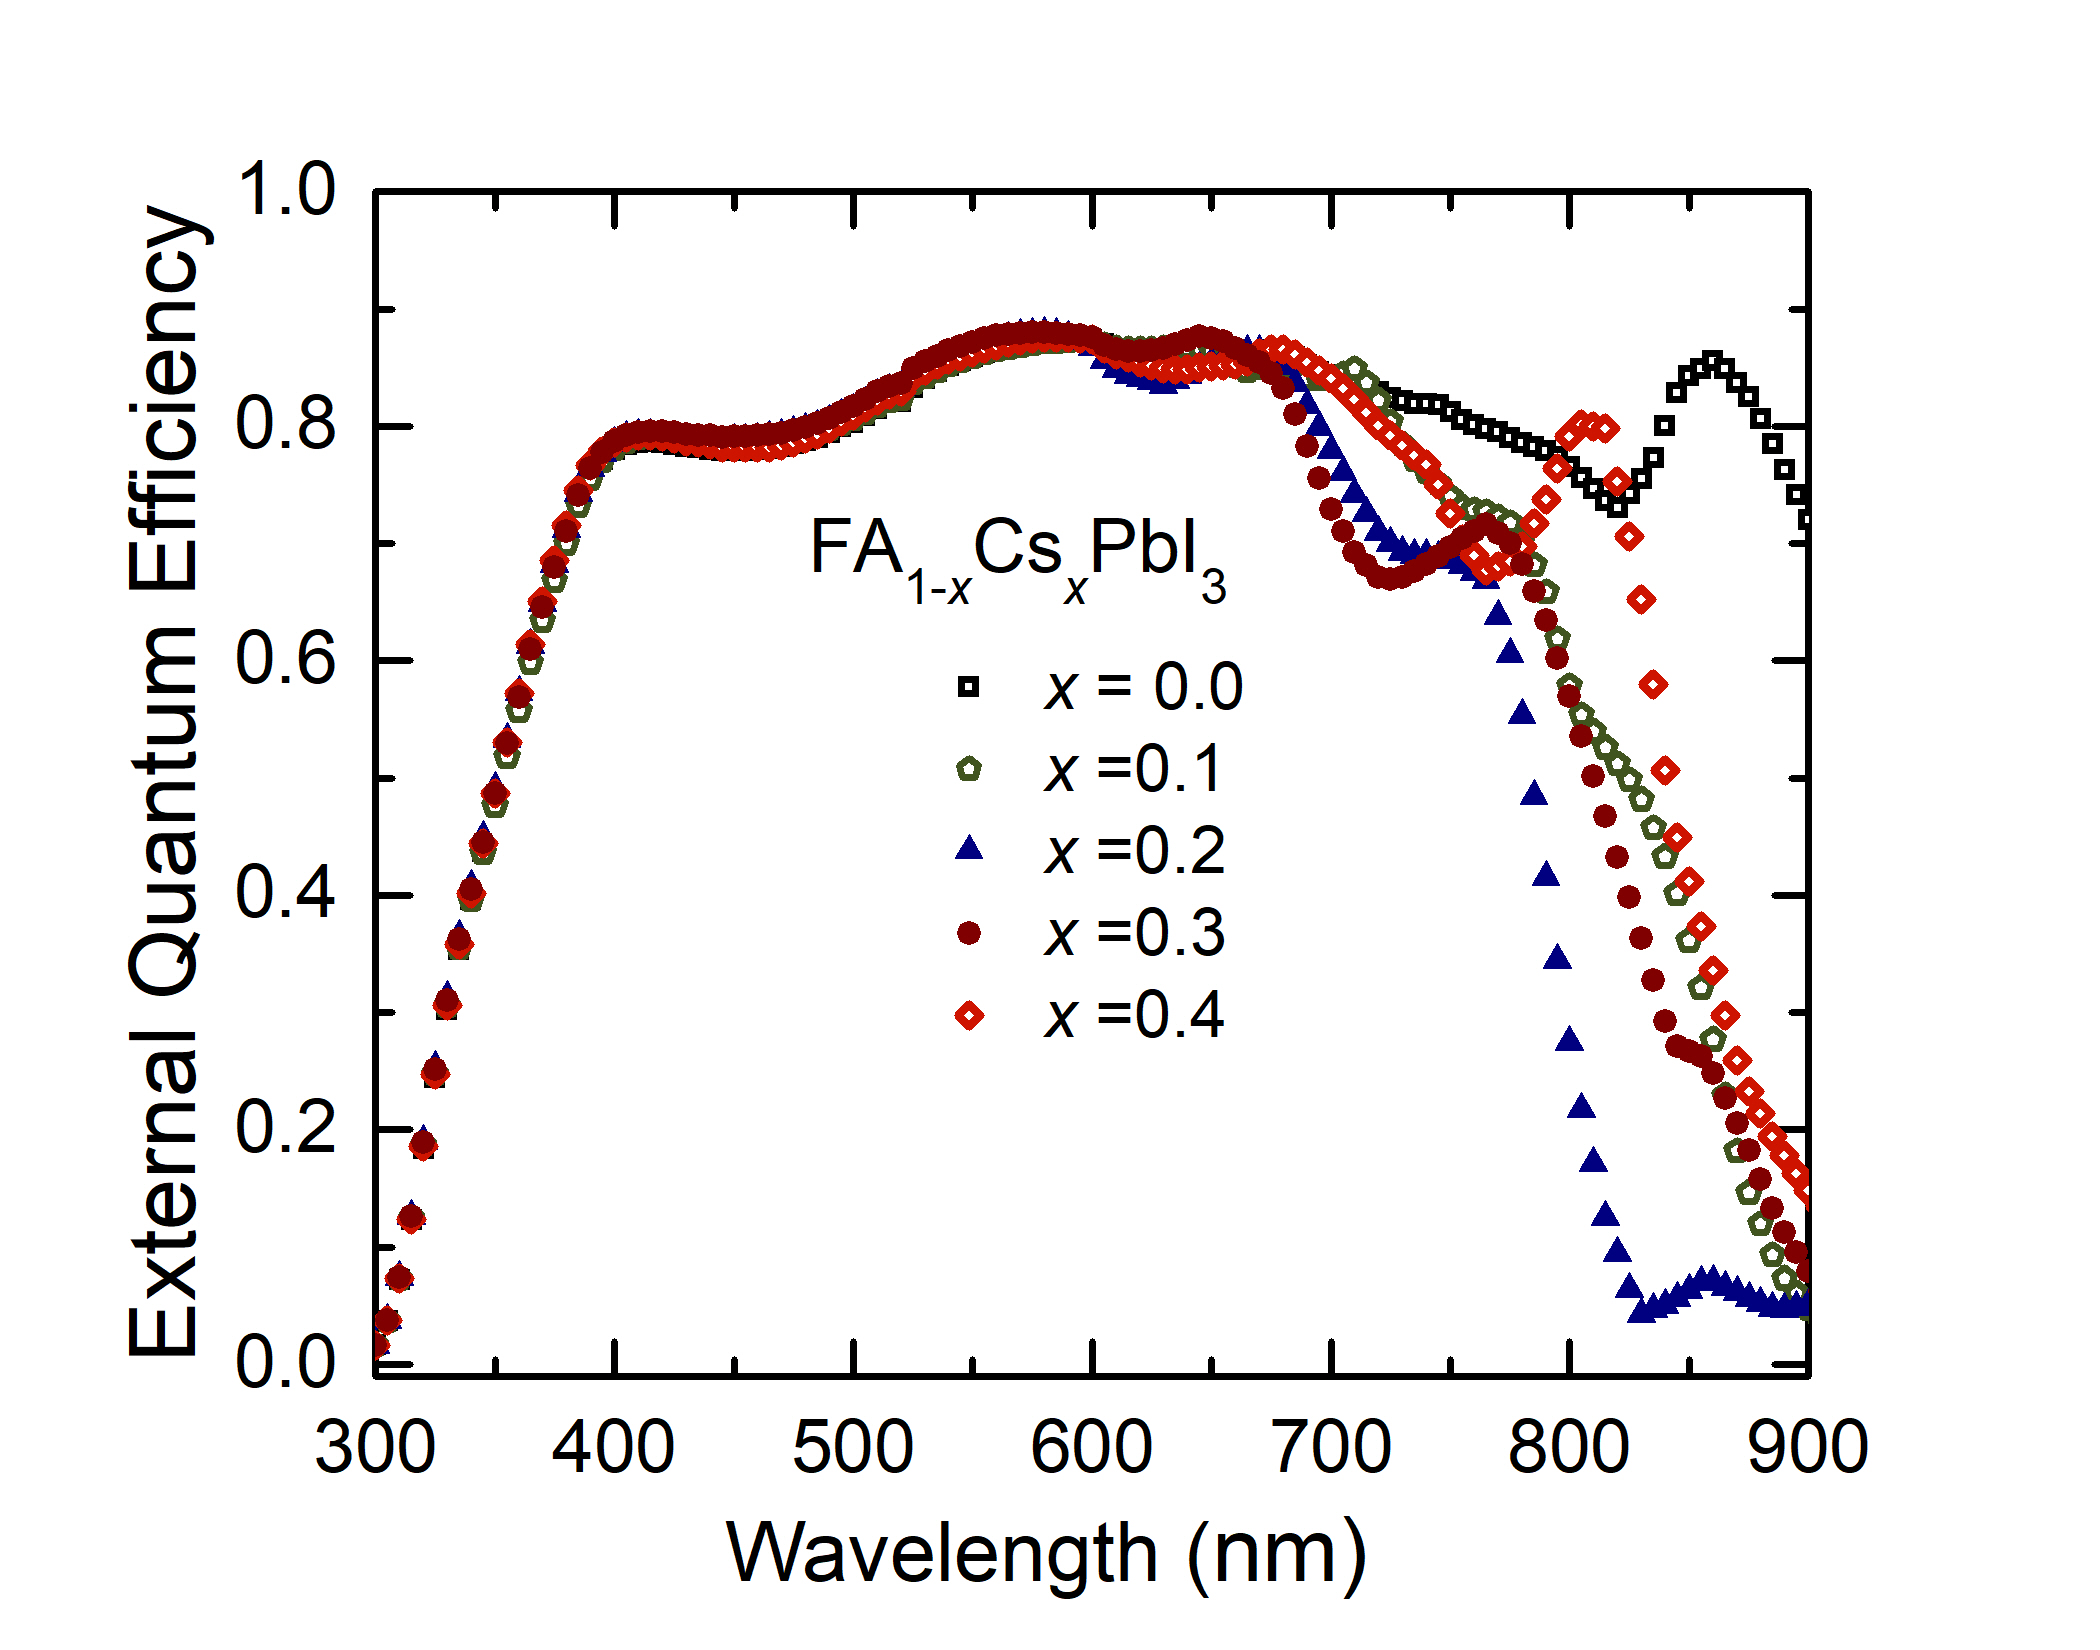 External Quantum Efficiency
1.0
0.8
0.6
0.4
0.2
0.0
FA1-xCsxPbI3
x = 0.0
x =0.1
x =0.2
x =0.3
x =0.4
300 400 500 600 700 800 900
Wavelength (nm)